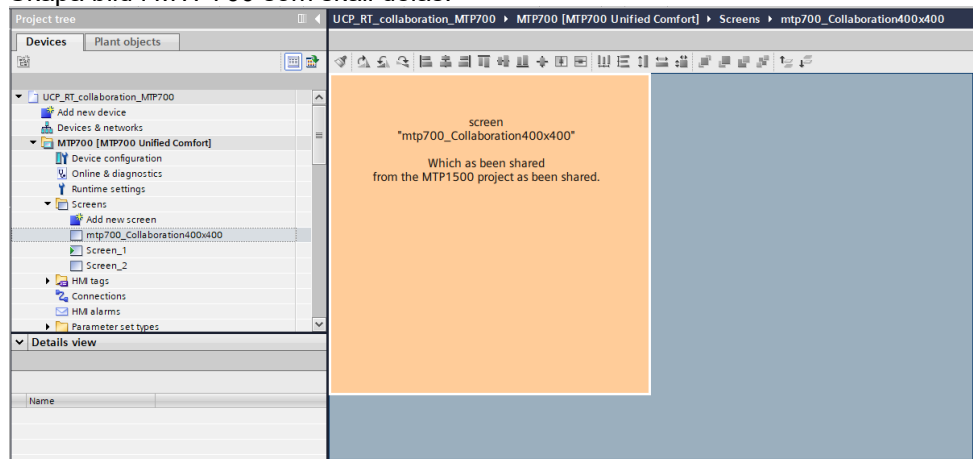 Project tree
UCP_RT_collaboration_MTP700 ▸ MTP700 [MTP700 Unified Comfort] ▸ Screens ▸ mtp700_Collaboration400x400
Devices
Plant objects
UCP_RT_collaboration_MTP700
Add new device
Devices & networks
MTP700 [MTP700 Unified Comfort]
Device configuration
Online & diagnostics
Runtime settings
Screens
Add new screen
mtp700_Collaboration400x400
Screen_1
Screen_2
HMI tags
Connections
HMI alarms
Parameter set types
Details view
Name
screen
"mtp700_Collaboration400x400"
Which as been shared
from the MTP1500 project as been shared.